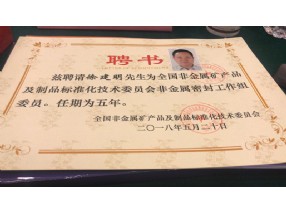 聘书
兹聘请徐建明先生为全国非金属矿产品
及制品标准化技术委员会非金属密封工作组
委员。任期为五年。
全国非金属矿产品及制品标准化技术委员会
二〇一八年五月二十日